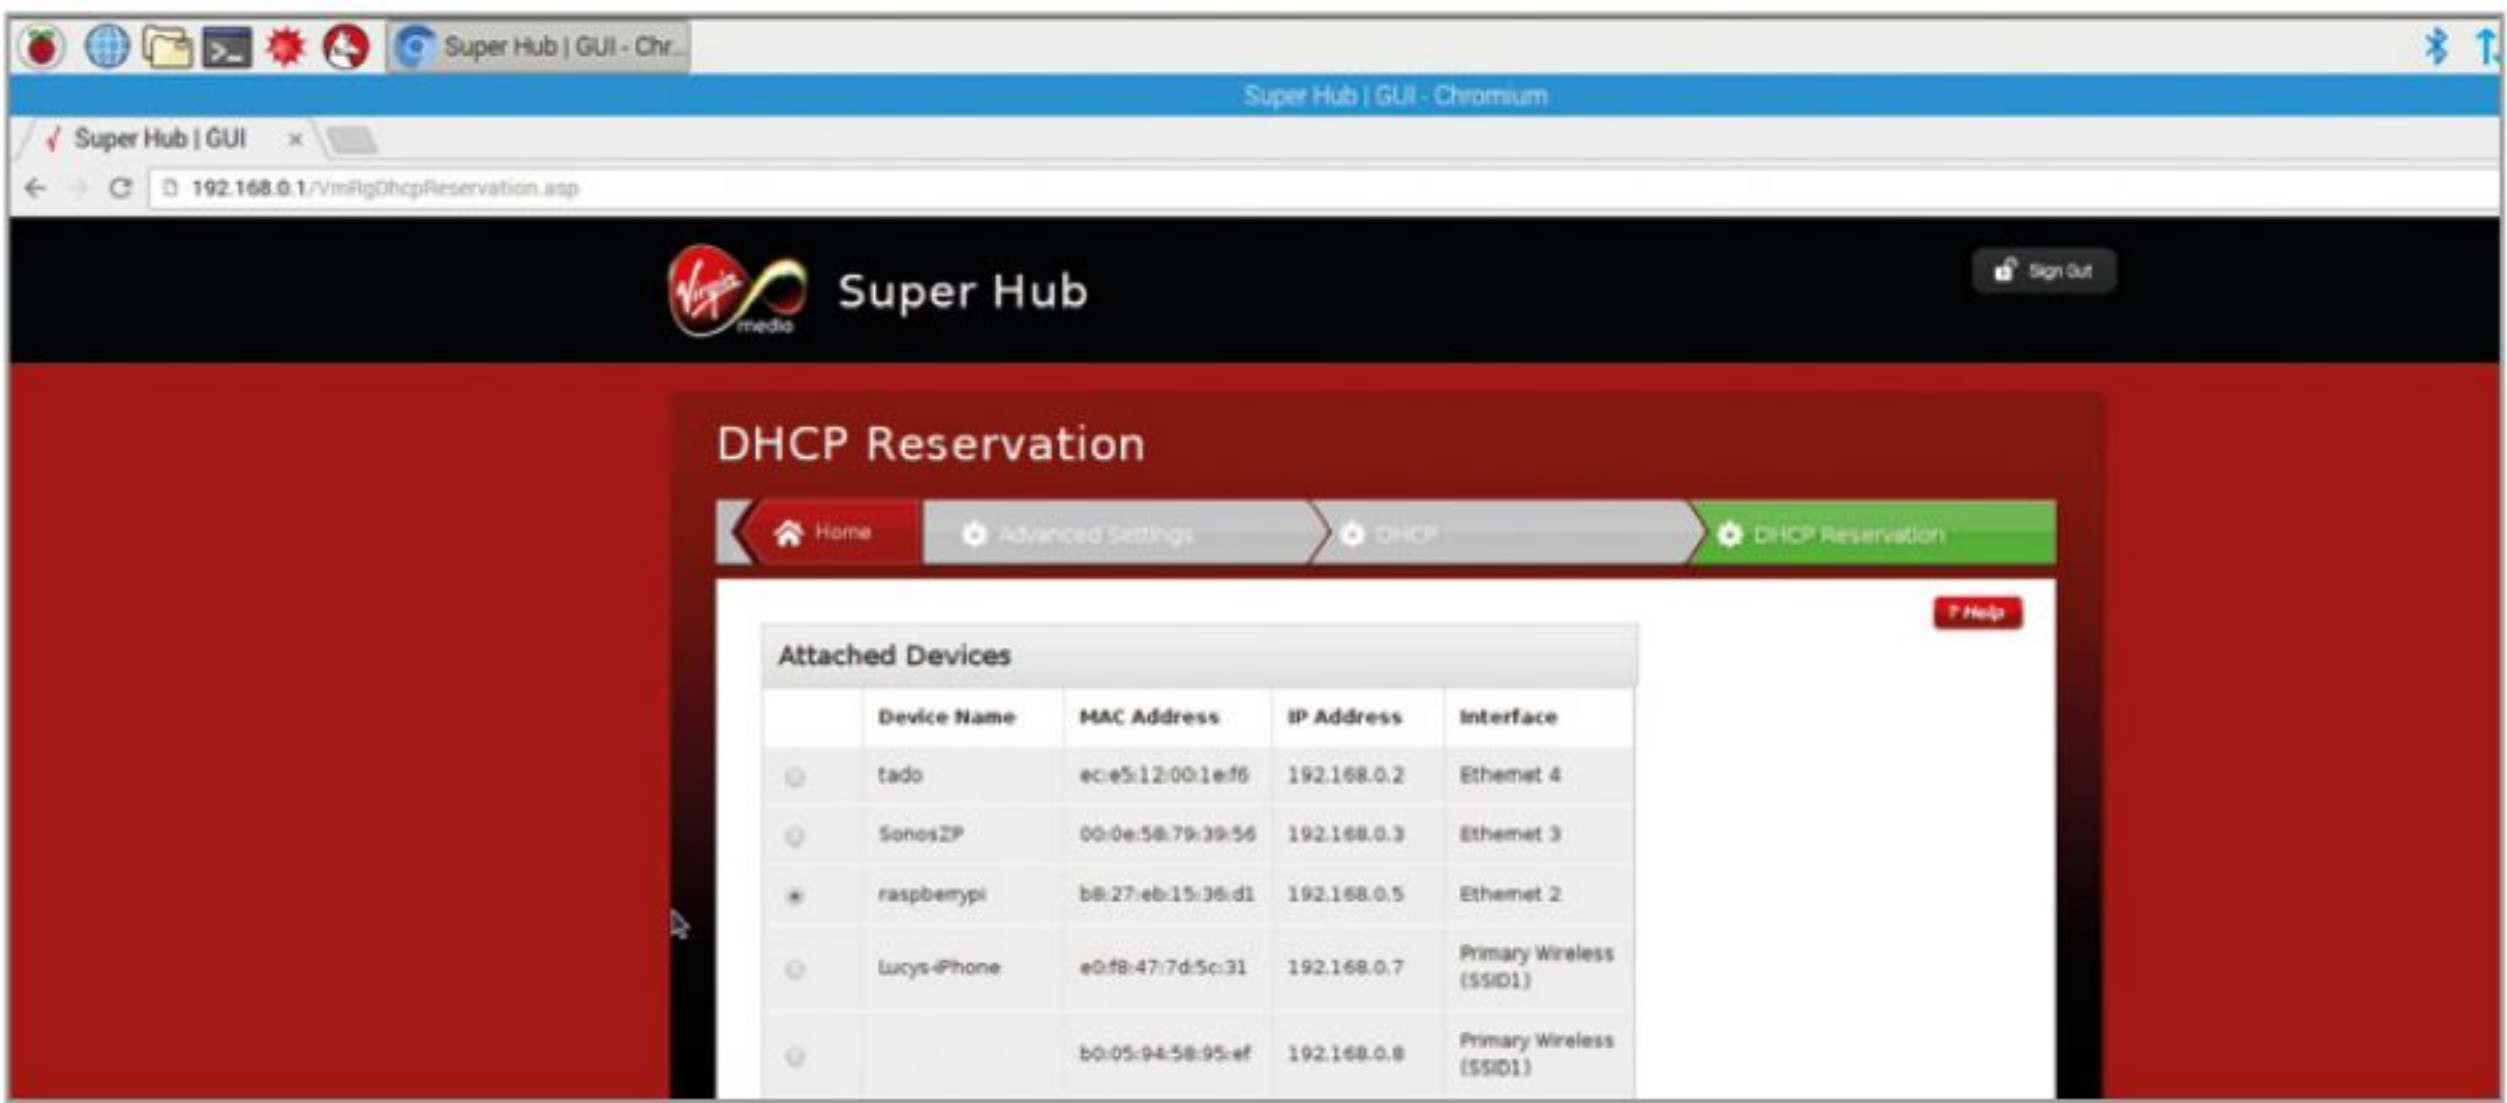 Super Hub | GUI - Chr...
Super Hub | GUI - Chromium
Super Hub | GUI
192.168.0.1/VmRgDhcpReservation.asp
Virgin media
Super Hub
Sign Out
DHCP Reservation
Home
Advanced Settings
DHCP
DHCP Reservation
? Help
Attached Devices
Device Name MAC Address IP Address Interface
tado ec:e5:12:00:1e:f6 192.168.0.2 Ethernet 4
SonosZP 00:0e:58:79:39:56 192.168.0.3 Ethernet 3
raspberrypi b8:27:eb:15:36:d1 192.168.0.5 Ethernet 2
Lucys-iPhone e0:f8:47:7d:5c:31 192.168.0.7 Primary Wireless
(SSID1)
b0:05:94:58:95:ef 192.168.0.8 Primary Wireless
(SSID1)